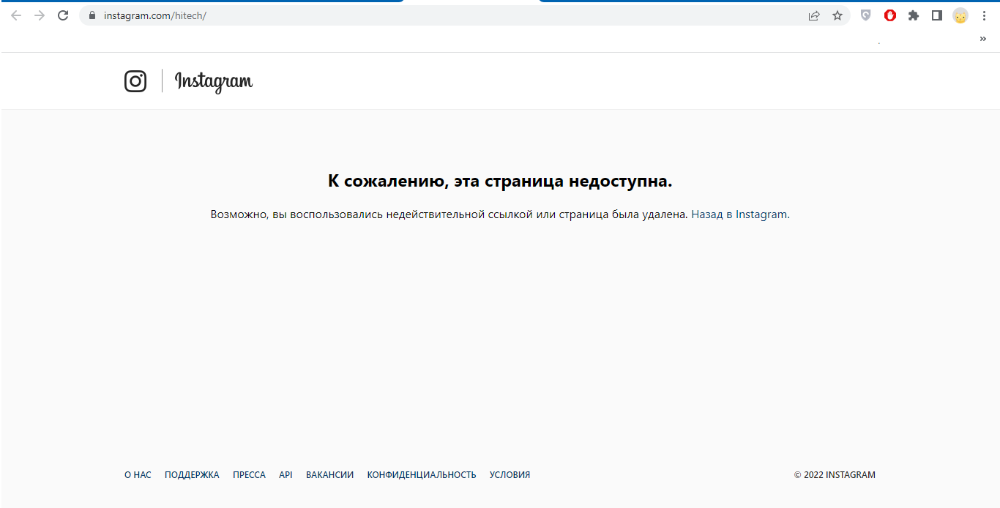 instagram.com/hitech/
Instagram
К сожалению, эта страница недоступна.
Возможно, вы воспользовались недействительной ссылкой или страница была удалена. Назад в Instagram.
О НАС ПОДДЕРЖКА ПРЕССА API ВАКАНСИИ КОНФИДЕНЦИАЛЬНОСТЬ УСЛОВИЯ © 2022 INSTAGRAM